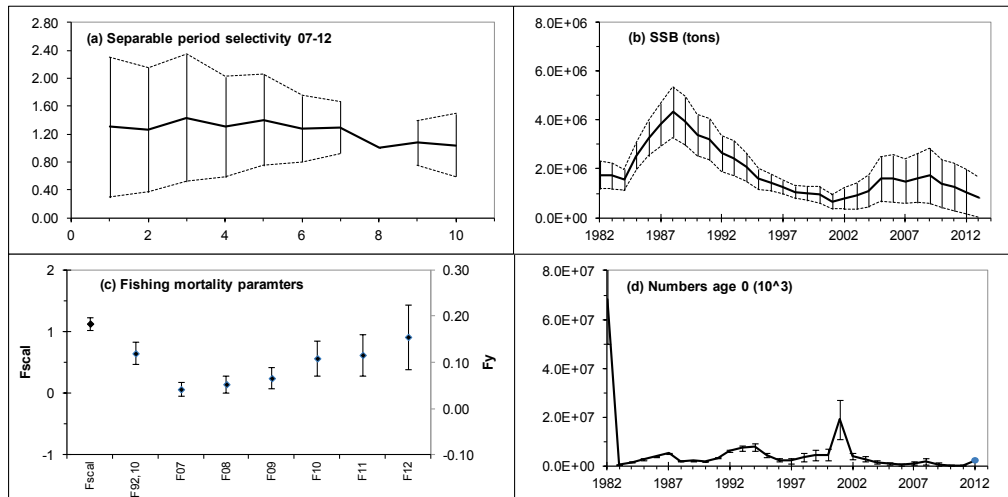 (a) Separable period selectivity 07-12
2.80
2.40
2.00
1.60
1.20
0.80
0.40
0.00
0 2 4 6 8 10
(b) SSB (tons)
8.0E+06
6.0E+06
4.0E+06
2.0E+06
0.0E+00
1982 1987 1992 1997 2002 2007 2012
(c) Fishing mortality paramters
2
1
0
-1
Fscal
0.30
0.20
0.10
0.00
-0.10
Fy
Fscal F92,10 F07 F08 F09 F10 F11 F12
(d) Numbers age 0 (10^3)
8.0E+07
6.0E+07
4.0E+07
2.0E+07
0.0E+00
1982 1987 1992 1997 2002 2007 2012